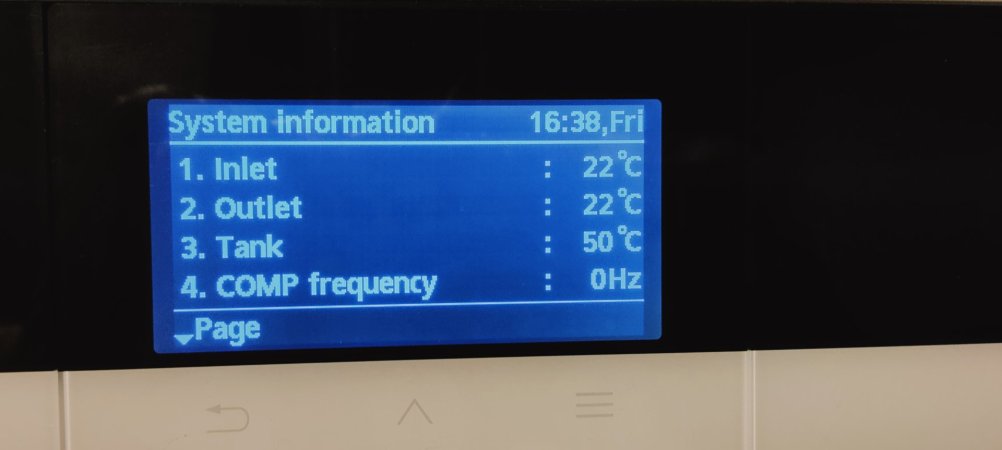 System information 16:38,Fri
1. Inlet : 22°C
2. Outlet : 22°C
3. Tank : 50°C
4. COMP frequency : 0Hz
Page